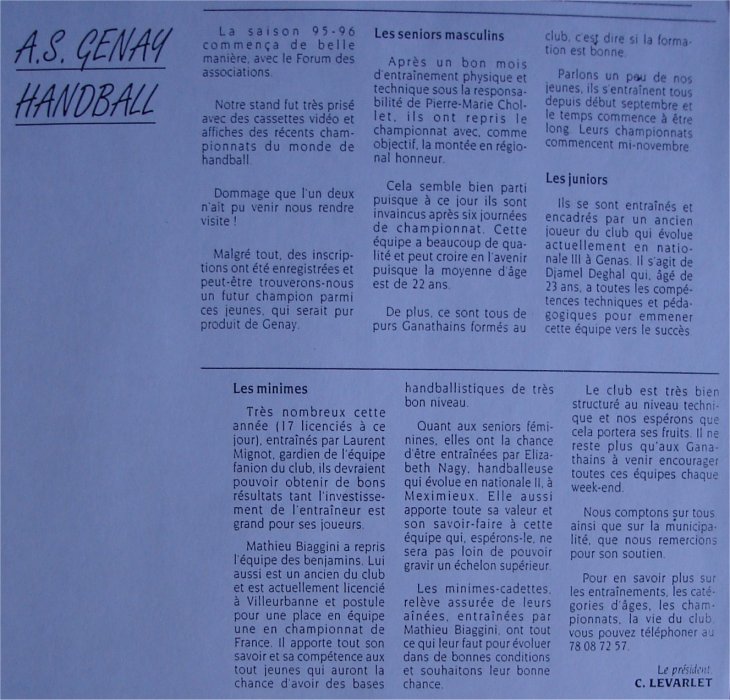 A.S. GENAY
HANDBALL
La saison 95-96
commença de belle
manière, avec le Forum des
associations.
Notre stand fut très prisé
avec des cassettes vidéo et
affiches des récents cham-
pionnats du monde de
handball.
Dommage que l'un deux
n'ait pu venir nous rendre
visite !
Malgré tout, des inscrip-
tions ont été enregistrées et
peut-être trouverons-nous
un futur champion parmi
ces jeunes, qui serait pur
produit de Genay.
Les seniors masculins
Après un bon mois
d'entraînement physique et
technique sous la responsa-
bilité de Pierre-Marie Chol-
let, ils ont repris le
championnat avec, comme
objectif, la montée en régio-
nal honneur.
Cela semble bien parti
puisque à ce jour ils sont
invaincus après six journées
de championnat. Cette
équipe a beaucoup de qua-
lité et peut croire en l'avenir
puisque la moyenne d'âge
est de 22 ans.
De plus, ce sont tous de
purs Ganathains formés au
club, c'est dire si la forma-
tion est bonne.
Parlons un peu de nos
jeunes, ils s'entraînent tous
depuis début septembre et
le temps commence à être
long. Leurs championnats
commencent mi-novembre.
Les juniors
Ils se sont entraînés et
encadrés par un ancien
joueur du club qui évolue
actuellement en natio-
nale III à Genas. Il s'agit de
Djamel Deghal qui, âgé de
23 ans, a toutes les compé-
tences techniques et péda-
gogiques pour emmener
cette équipe vers le succès.
Les minimes
Très nombreux cette
année (17 licenciés à ce
jour), entraînés par Laurent
Mignot, gardien de l'équipe
fanion du club, ils devraient
pouvoir obtenir de bons
résultats tant l'investisse-
ment de l'entraîneur est
grand pour ses joueurs.
Mathieu Biaggini a repris
l'équipe des benjamins. Lui
aussi est un ancien du club
et est actuellement licencié
à Villeurbanne et postule
pour une place en équipe
une en championnat de
France. Il apporte tout son
savoir et sa compétence aux
tout jeunes qui auront la
chance d'avoir des bases
handballistiques de très
bon niveau.
Quant aux seniors fémi-
nines, elles ont la chance
d'être entraînées par Eliza-
beth Nagy, handballeuse
qui évolue en nationale II, à
Meximieux. Elle aussi
apporte toute sa valeur et
son savoir-faire à cette
équipe qui, espérons-le, ne
sera pas loin de pouvoir
gravir un échelon supérieur.
Les minimes-cadettes,
relève assurée de leurs
aînées, entraînées par
Mathieu Biaggini, ont tout
ce qui leur faut pour évoluer
dans de bonnes conditions
et souhaitons leur bonne
chance.
Le club est très bien
structuré au niveau techni-
que et nous espérons que
cela portera ses fruits. Il ne
reste plus qu'aux Gana-
thains à venir encourager
toutes ces équipes chaque
week-end.
Nous comptons sur tous
ainsi que sur la municipa-
lité, que nous remercions
pour son soutien.
Pour en savoir plus sur
les entraînements, les caté-
gories d'âges, les cham-
pionnats, la vie du club,
vous pouvez téléphoner au
78 08 72 57.
Le président,
C. LEVARLET